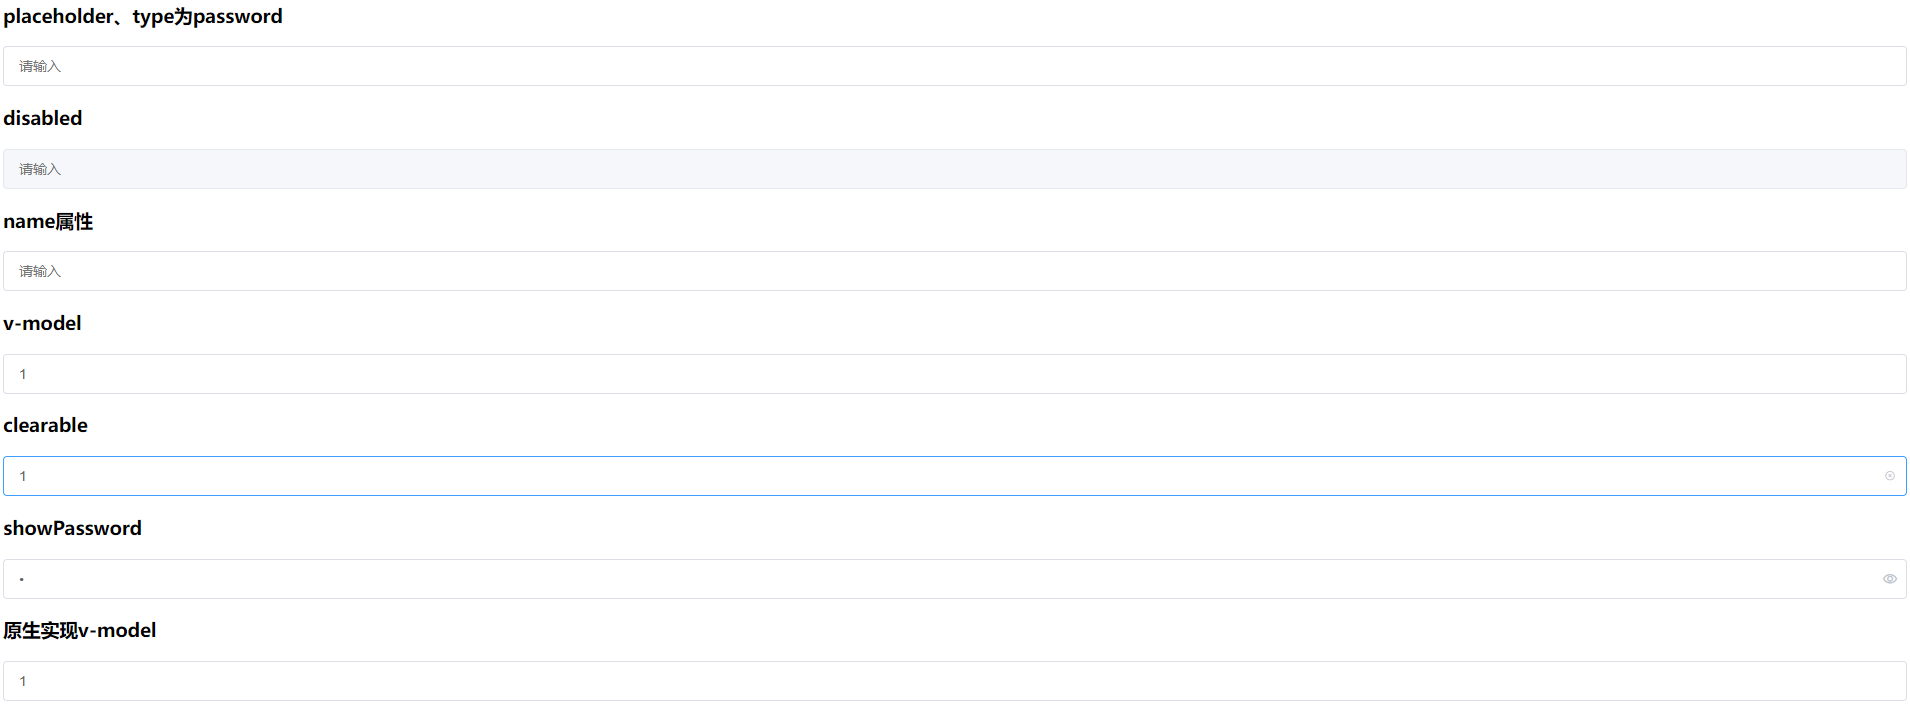 placeholder、type为password
请输入
disabled
请输入
name属性
请输入
v-model
1
clearable
1
showPassword
•
原生实现v-model
1